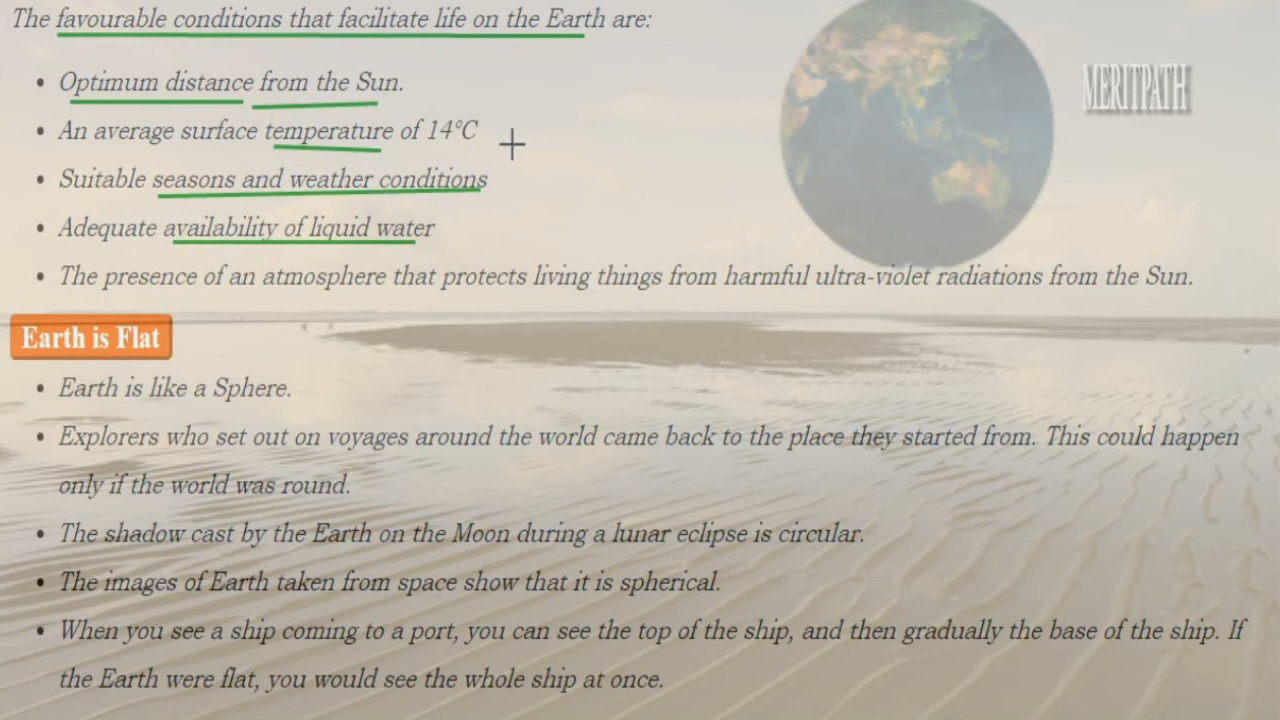 The favourable conditions that facilitate life on the Earth are:
• Optimum distance from the Sun.
• An average surface temperature of 14°C
• Suitable seasons and weather conditions
• Adequate availability of liquid water
• The presence of an atmosphere that protects living things from harmful ultra-violet radiations from the Sun.
MERITPATH
Earth is Flat
• Earth is like a Sphere.
• Explorers who set out on voyages around the world came back to the place they started from. This could happen
only if the world was round.
• The shadow cast by the Earth on the Moon during a lunar eclipse is circular.
• The images of Earth taken from space show that it is spherical.
• When you see a ship coming to a port, you can see the top of the ship, and then gradually the base of the ship. If
the Earth were flat, you would see the whole ship at once.